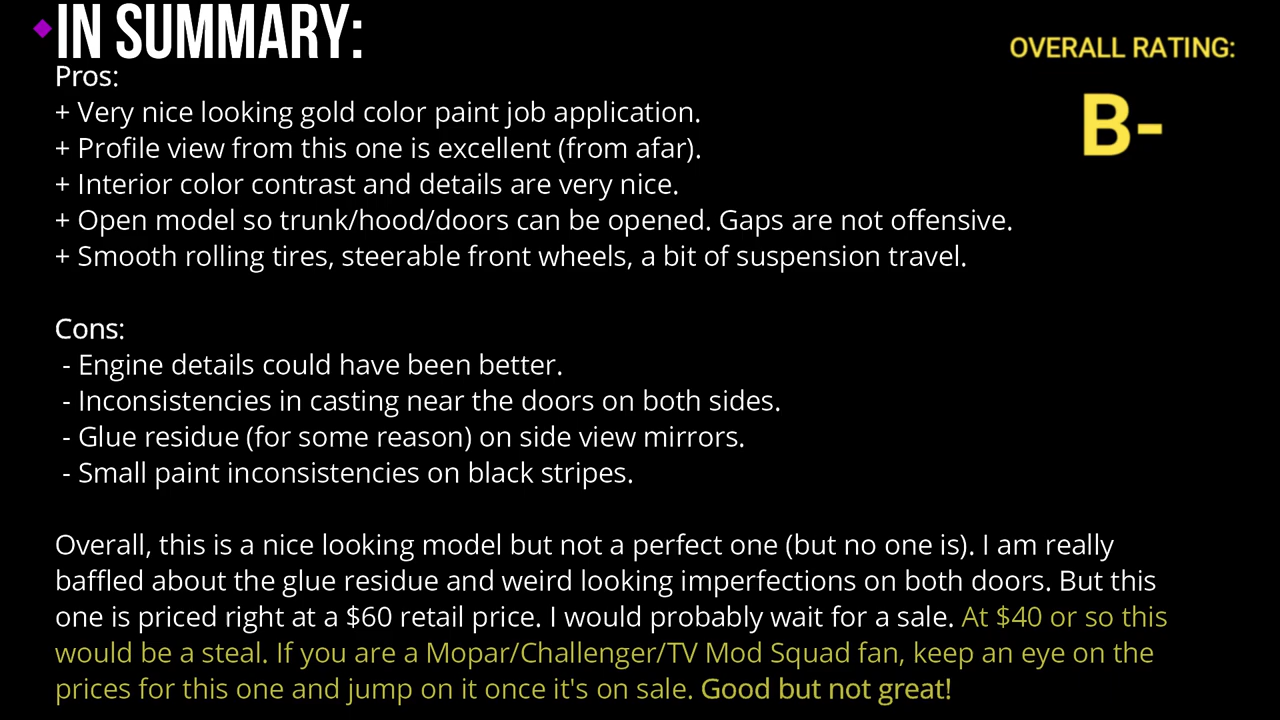 IN SUMMARY:
OVERALL RATING:
B-
Pros:
+ Very nice looking gold color paint job application.
+ Profile view from this one is excellent (from afar).
+ Interior color contrast and details are very nice.
+ Open model so trunk/hood/doors can be opened. Gaps are not offensive.
+ Smooth rolling tires, steerable front wheels, a bit of suspension travel.
Cons:
- Engine details could have been better.
- Inconsistencies in casting near the doors on both sides.
- Glue residue (for some reason) on side view mirrors.
- Small paint inconsistencies on black stripes.
Overall, this is a nice looking model but not a perfect one (but no one is). I am really
baffled about the glue residue and weird looking imperfections on both doors. But this
one is priced right at a $60 retail price. I would probably wait for a sale. At $40 or so this
would be a steal. If you are a Mopar/Challenger/TV Mod Squad fan, keep an eye on the
prices for this one and jump on it once it's on sale. Good but not great!